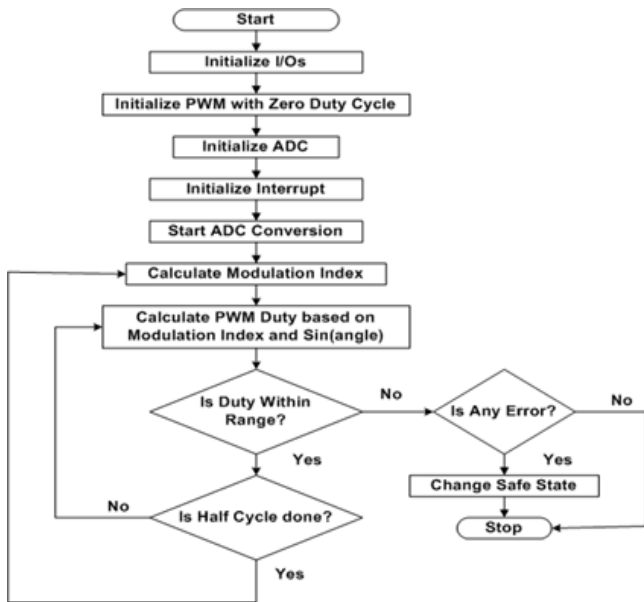 Start
Initialize I/Os
Initialize PWM with Zero Duty Cycle
Initialize ADC
Initialize Interrupt
Start ADC Conversion
Calculate Modulation Index
Calculate PWM Duty based on
Modulation Index and Sin(angle)
Is Duty Within
Range?
No
Is Any Error?
No
Yes
Yes
Change Safe State
No
Is Half Cycle done?
Stop
Yes